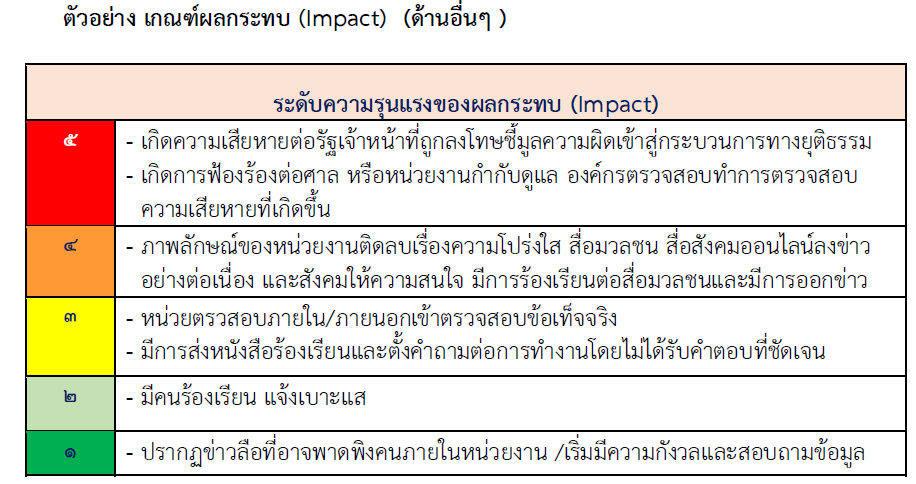 ตัวอย่าง เกณฑ์ผลกระทบ (Impact) (ด้านอื่นๆ )
ระดับความรุนแรงของผลกระทบ (Impact)
๕
- เกิดความเสียหายต่อรัฐเจ้าหน้าที่ถูกลงโทษชี้มูลความผิดเข้าสู่กระบวนการทางยุติธรรม
- เกิดการฟ้องร้องต่อศาล หรือหน่วยงานกำกับดูแล องค์กรตรวจสอบทำการตรวจสอบ
ความเสียหายที่เกิดขึ้น
๔
- ภาพลักษณ์ของหน่วยงานติดลบเรื่องความโปร่งใส สื่อมวลชน สื่อสังคมออนไลน์ลงข่าว
อย่างต่อเนื่อง และสังคมให้ความสนใจ มีการร้องเรียนต่อสื่อมวลชนและมีการออกข่าว
๓
- หน่วยตรวสอบภายใน/ภายนอกเข้าตรวจสอบข้อเท็จจริง
- มีการส่งหนังสือร้องเรียนและตั้งคำถามต่อการทำงานโดยไม่ได้รับคำตอบที่ชัดเจน
๒
- มีคนร้องเรียน แจ้งเบาะแส
๑
- ปรากฏข่าวลือที่อาจพาดพิงคนภายในหน่วยงาน /เริ่มมีความกังวลและสอบถามข้อมูล